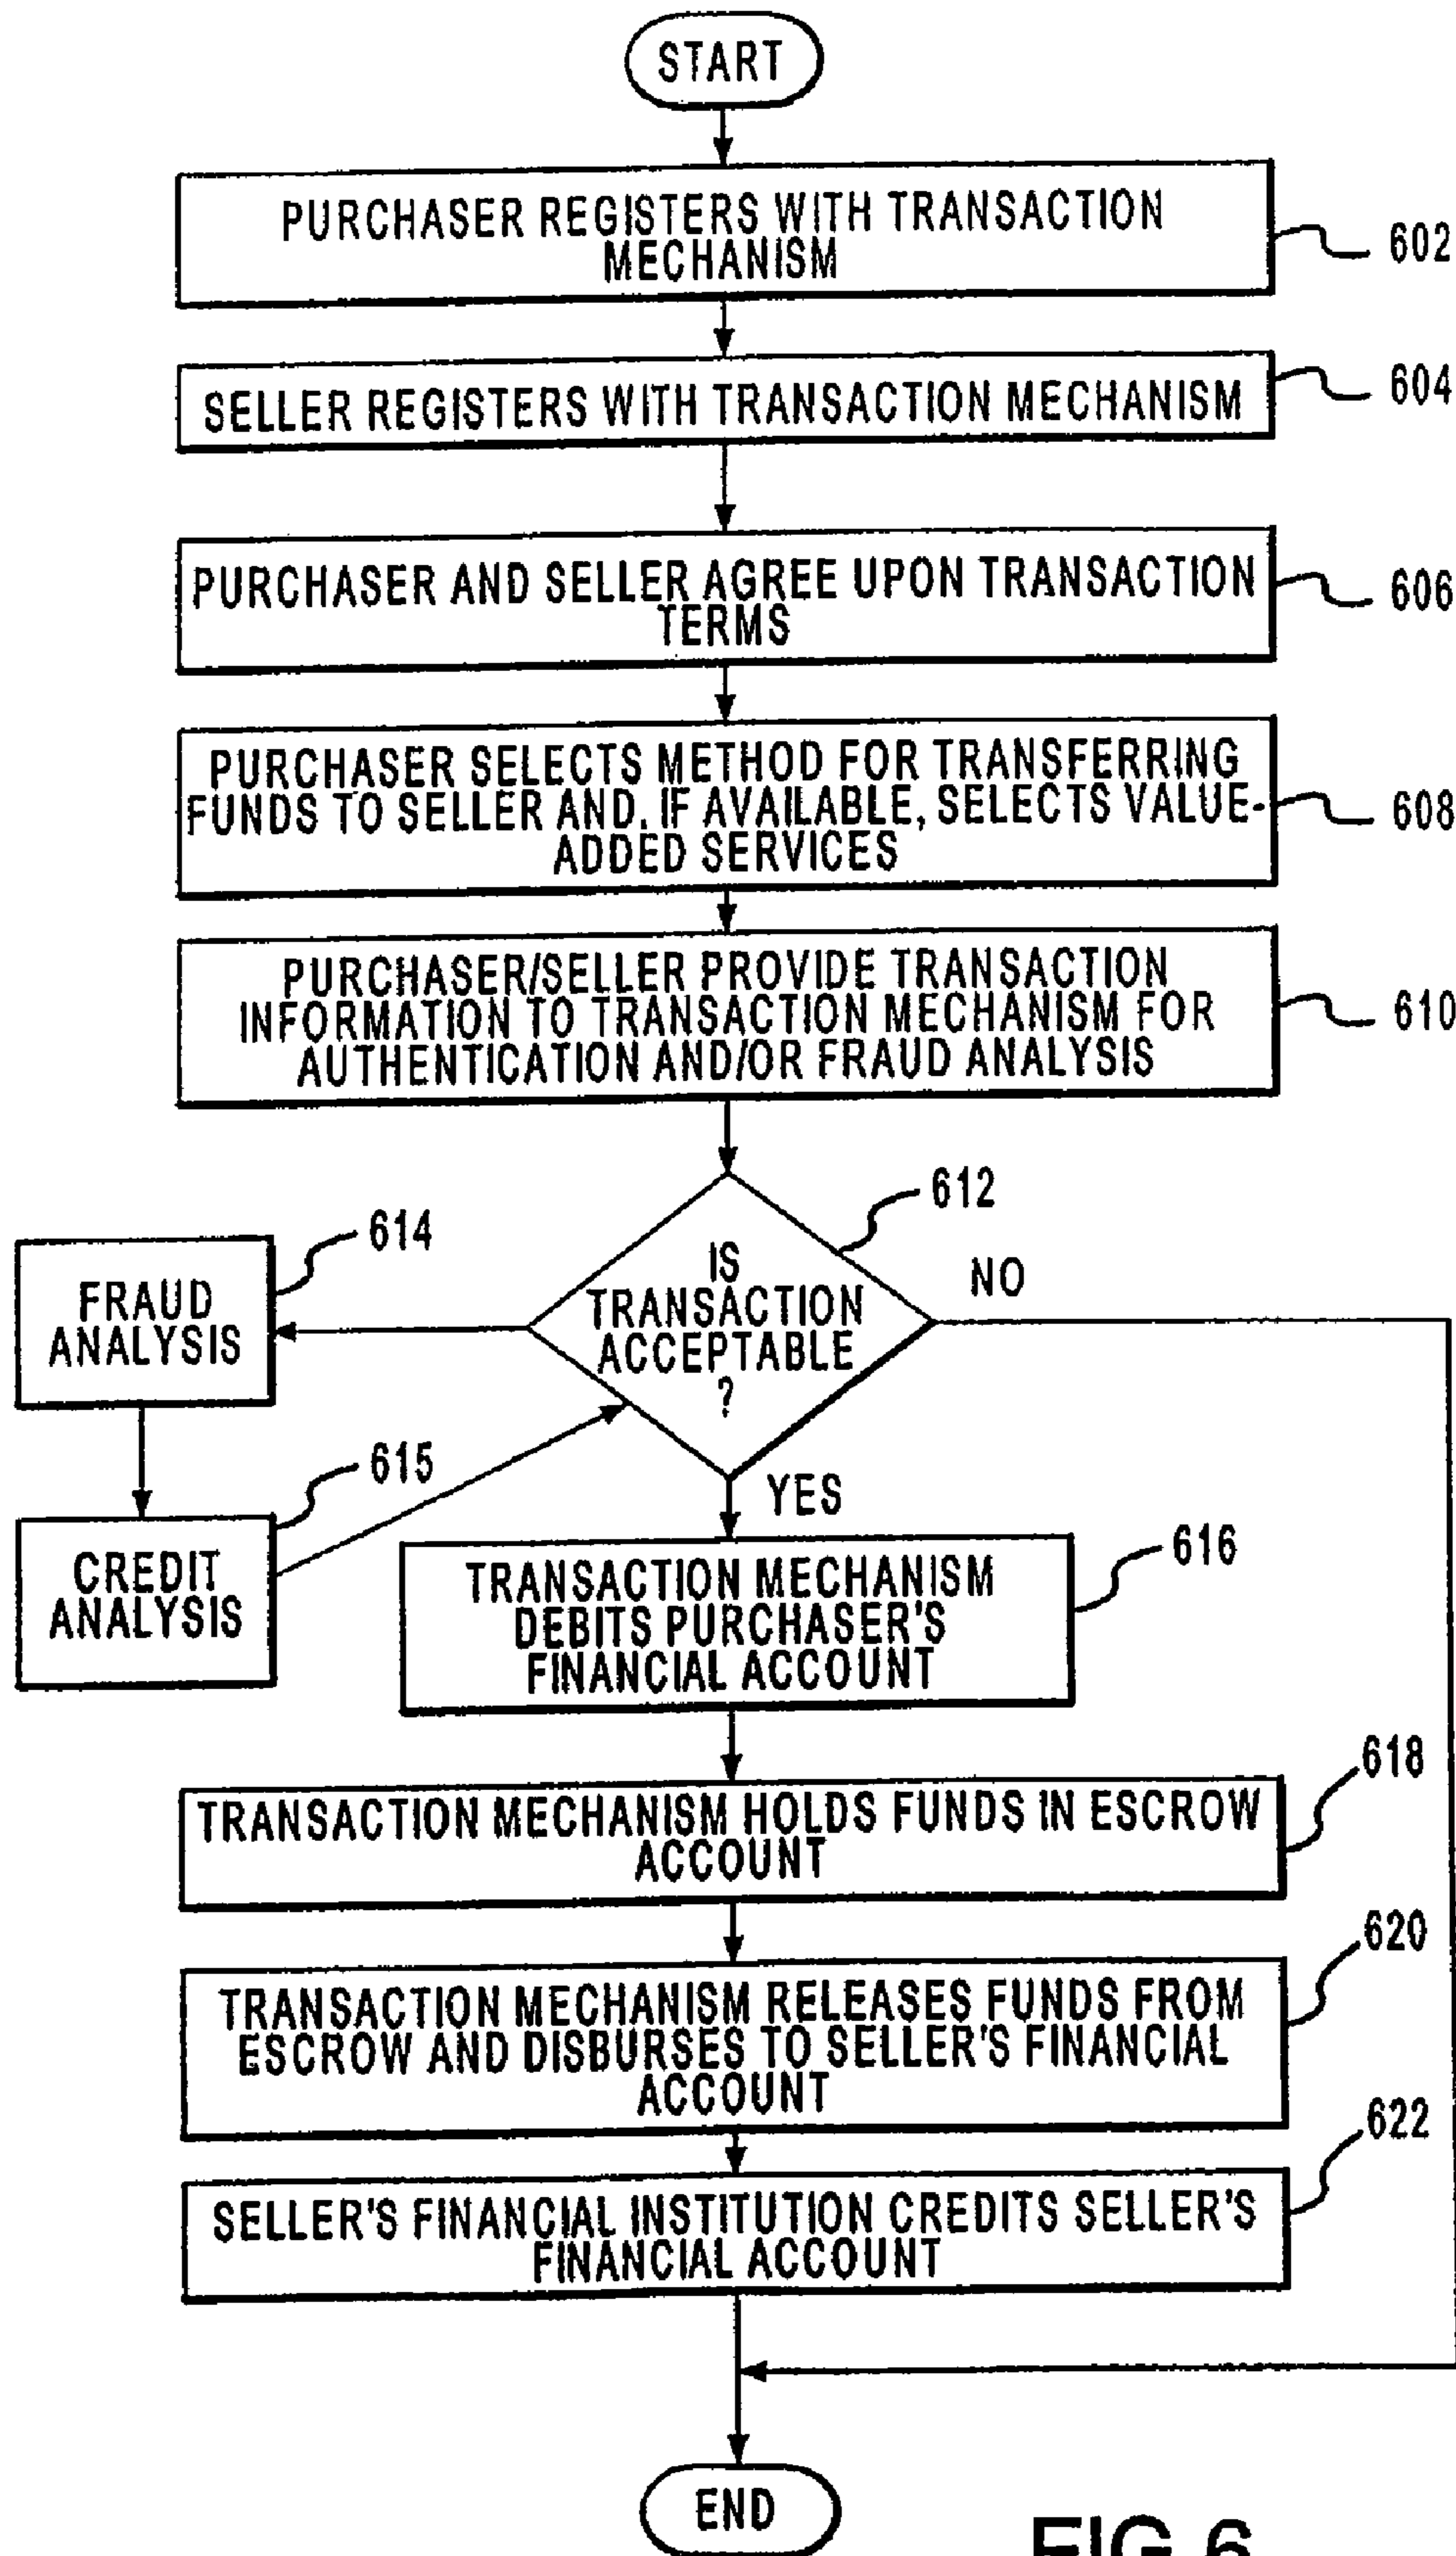 START
PURCHASER REGISTERS WITH TRANSACTION
MECHANISM
602
SELLER REGISTERS WITH TRANSACTION MECHANISM
604
PURCHASER AND SELLER AGREE UPON TRANSACTION
TERMS
606
PURCHASER SELECTS METHOD FOR TRANSFERRING
FUNDS TO SELLER AND. IF AVAILABLE, SELECTS VALUE-
ADDED SERVICES
608
PURCHASER/SELLER PROVIDE TRANSACTION
INFORMATION TO TRANSACTION MECHANISM FOR
AUTHENTICATION AND/OR FRAUD ANALYSIS
610
612
IS
TRANSACTION
ACCEPTABLE
?
NO
614
FRAUD
ANALYSIS
615
CREDIT
ANALYSIS
YES
616
TRANSACTION MECHANISM
DEBITS PURCHASER'S
FINANCIAL ACCOUNT
618
TRANSACTION MECHANISM HOLDS FUNDS IN ESCROW
ACCOUNT
620
TRANSACTION MECHANISM RELEASES FUNDS FROM
ESCROW AND DISBURSES TO SELLER'S FINANCIAL
ACCOUNT
622
SELLER'S FINANCIAL INSTITUTION CREDITS SELLER'S
FINANCIAL ACCOUNT
END
FIG.6